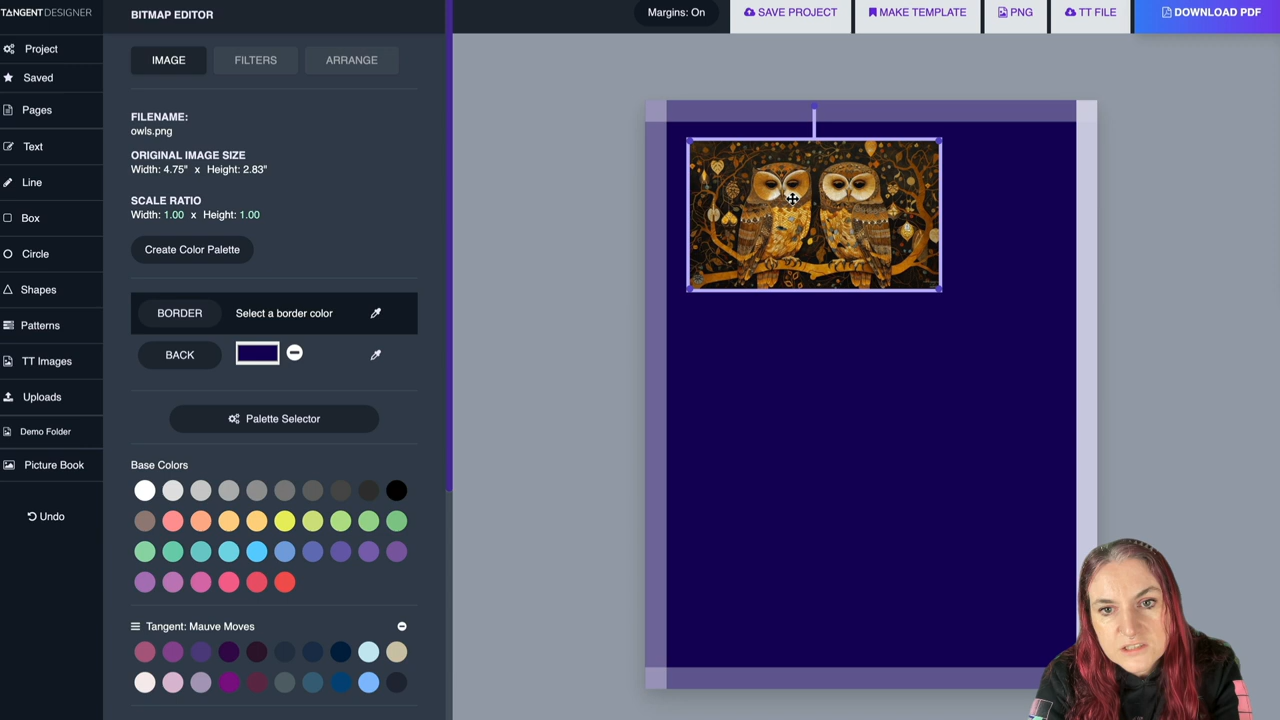 TANGENT DESIGNER
BITMAP EDITOR
Margins: On
SAVE PROJECT
MAKE TEMPLATE
PNG
TT FILE
DOWNLOAD PDF
Project
Saved
Pages
Text
Line
Box
Circle
Shapes
Patterns
TT Images
Uploads
Demo Folder
Picture Book
Undo
IMAGE
FILTERS
ARRANGE
FILENAME:
owls.png
ORIGINAL IMAGE SIZE
Width: 4.75" x Height: 2.83"
SCALE RATIO
Width: 1.00 x Height: 1.00
Create Color Palette
BORDER Select a border color
BACK
Palette Selector
Base Colors
Tangent: Mauve Moves